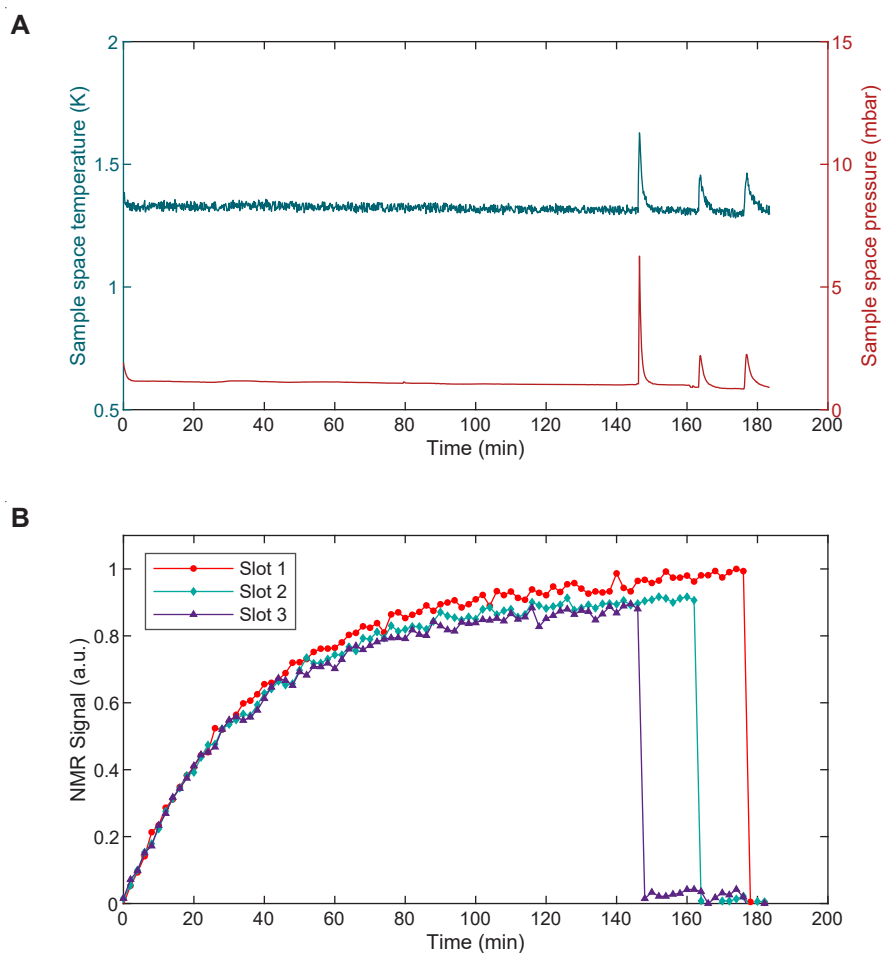 A
2
1.5
1
0.5
Sample space temperature (K)
15
10
5
0
Sample space pressure (mbar)
0 20 40 60 80 100 120 140 160 180 200
Time (min)
B
1
0.8
0.6
0.4
0.2
0
NMR Signal (a.u.)
Slot 1
Slot 2
Slot 3
0 20 40 60 80 100 120 140 160 180 200
Time (min)